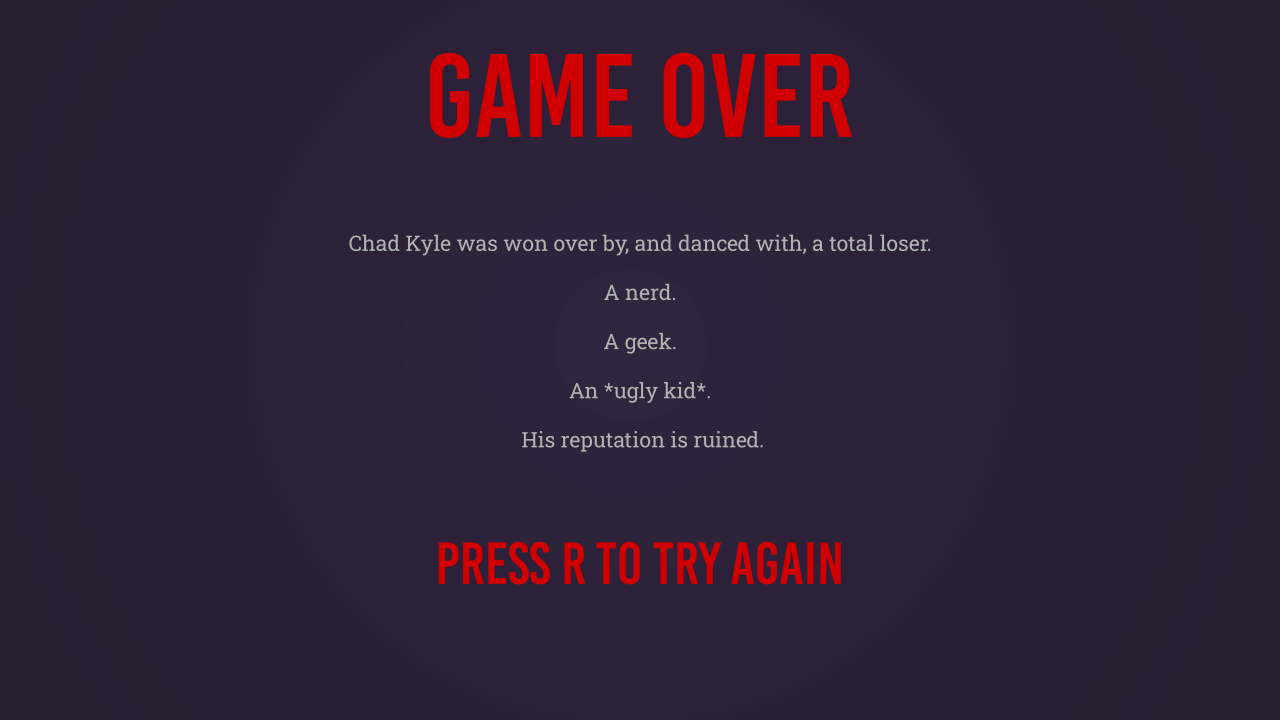 GAME OVER
Chad Kyle was won over by, and danced with, a total loser.
A nerd.
A geek.
An *ugly kid*.
His reputation is ruined.
PRESS R TO TRY AGAIN